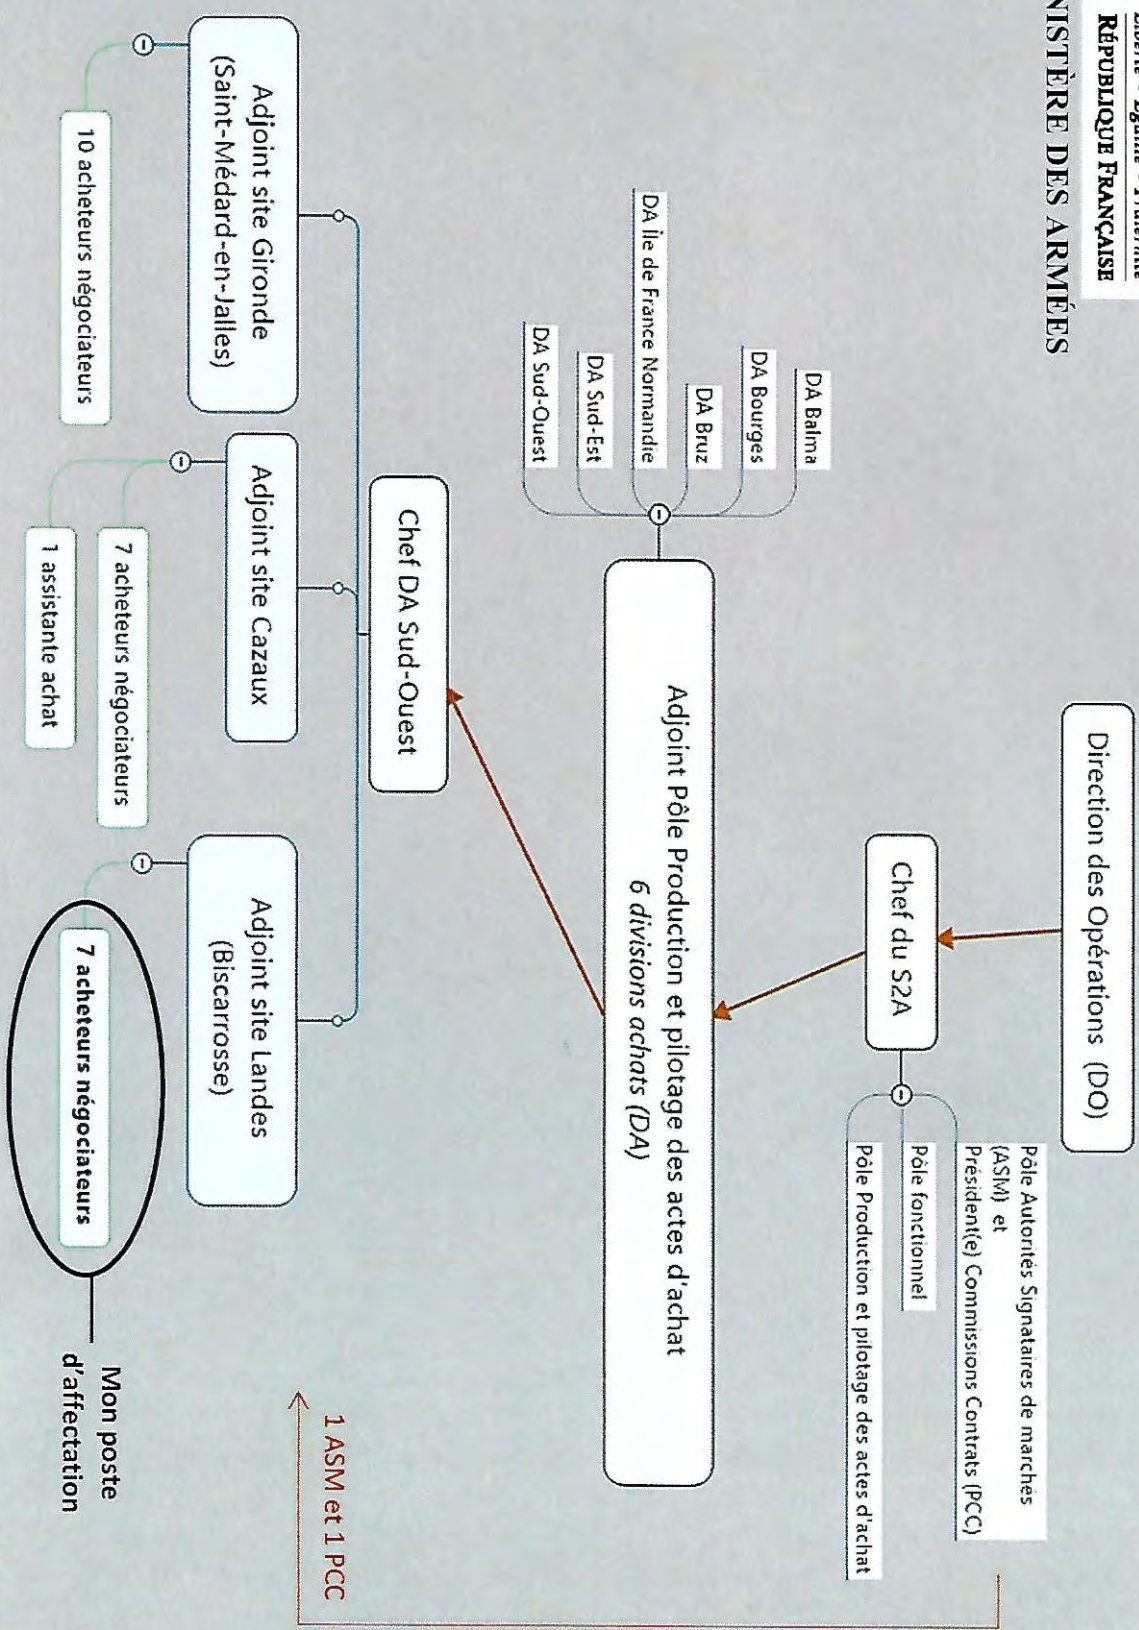 RÉPUBLIQUE FRANÇAISE
MINISTÈRE DES ARMÉES
Direction des Opérations (DO)
Chef du S2A
Pôle Autorités Signataires de marchés
(ASM) et
Président(e) Commissions Contrats (PCC)
Pôle fonctionnel
Pôle Production et pilotage des actes d'achat
Adjoint Pôle Production et pilotage des actes d'achat
6 divisions achats (DA)
DA Balma
DA Bourges
DA Bruz
DA Île de France Normandie
DA Sud-Est
DA Sud-Ouest
Chef DA Sud-Ouest
1 ASM et 1 PCC
Adjoint site Gironde
(Saint-Médard-en-Jalles)
10 acheteurs négociateurs
Adjoint site Cazaux
7 acheteurs négociateurs
1 assistante achat
Adjoint site Landes
(Biscarrosse)
7 acheteurs négociateurs
Mon poste
d'affectation